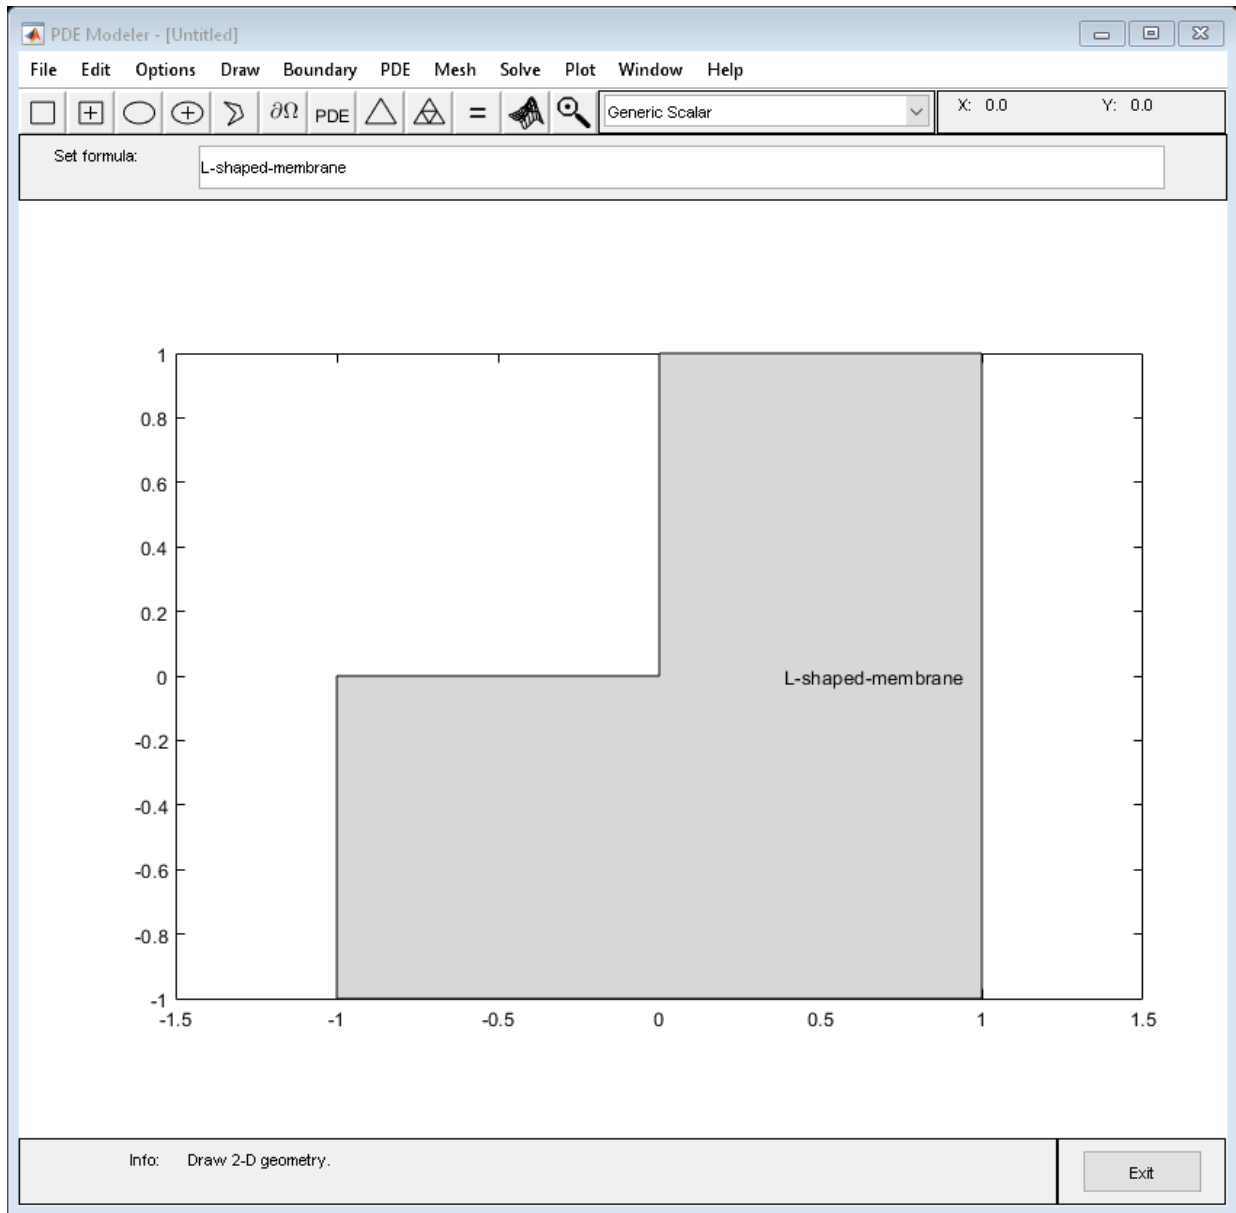 PDE Modeler - [Untitled]
File Edit Options Draw Boundary PDE Mesh Solve Plot Window Help
∂Ω PDE = Generic Scalar X: 0.0 Y: 0.0
Set formula: L-shaped-membrane
1
0.8
0.6
0.4
0.2
0 L-shaped-membrane
-0.2
-0.4
-0.6
-0.8
-1
-1.5 -1 -0.5 0 0.5 1 1.5
Info: Draw 2-D geometry. Exit